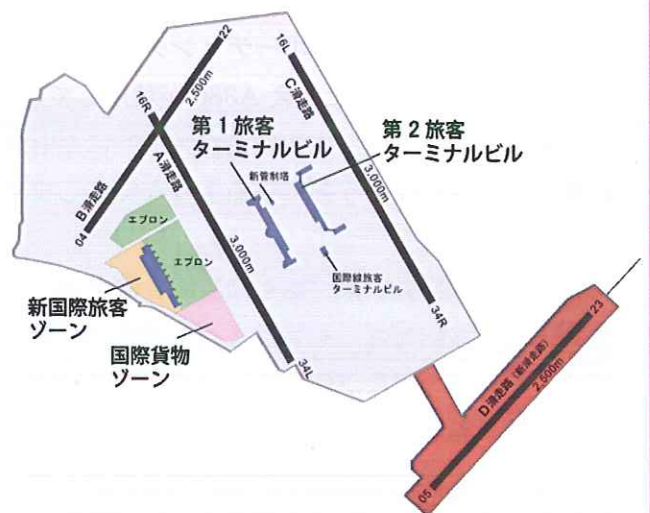 22
2,500m
16L
C滑走路
16R
A滑走路
第１旅客
ターミナルビル
第２旅客
ターミナルビル
新管制塔
B滑走路
04
エプロン
エプロン
3,000m
3,000m
国際線旅客
ターミナルビル
新国際旅客
ゾーン
国際貨物
ゾーン
34R
34L
23
D滑走路(新滑走路)
2,500m
05